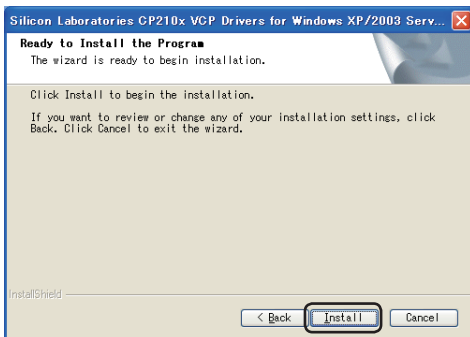 Silicon Laboratories CP210x VCP Drivers for Windows XP/2003 Serv...
Ready to Install the Program
The wizard is ready to begin installation.
Click Install to begin the installation.
If you want to review or change any of your installation settings, click
Back. Click Cancel to exit the wizard.
InstallShield
< Back Install Cancel